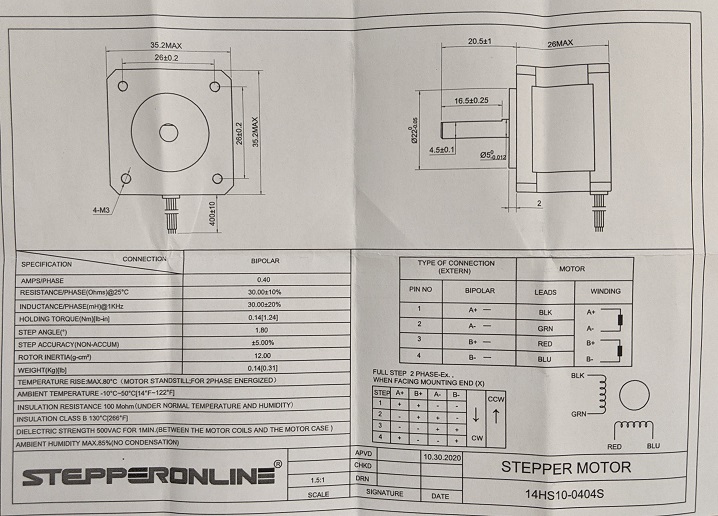 35.2MAX
26±0.2
26±0.2
35.2MAX
4-M3
400±10
20.5±1
26MAX
16.5±0.25
Ø22 0 -0.05
4.5±0.1
Ø5 0 -0.012
2
SPECIFICATION CONNECTION BIPOLAR
AMPS/PHASE 0.40
RESISTANCE/PHASE(Ohms)@25°C 30.00±10%
INDUCTANCE/PHASE(mH)@1KHz 30.00±20%
HOLDING TORQUE(Nm)[lb-in] 0.14[1.24]
STEP ANGLE(°) 1.80
STEP ACCURACY(NON-ACCUM) ±5.00%
ROTOR INERTIA(g-cm²) 12.00
WEIGHT(Kg)[lb] 0.14[0.31]
TEMPERATURE RISE:MAX.80°C (MOTOR STANDSTILL;FOR 2PHASE ENERGIZED)
AMBIENT TEMPERATURE -10°C~50°C[14°F~122°F]
INSULATION RESISTANCE 100 Mohm(UNDER NORMAL TEMPERATURE AND HUMIDITY)
INSULATION CLASS B 130°C[266°F]
DIELECTRIC STRENGTH 500VAC FOR 1MIN.(BETWEEN THE MOTOR COILS AND THE MOTOR CASE)
AMBIENT HUMIDITY MAX.85%(NO CONDENSATION)
TYPE OF CONNECTION (EXTERN) MOTOR
PIN NO BIPOLAR LEADS WINDING
1 A+ — BLK A+
2 A- — GRN A-
3 B+ — RED B+
4 B- — BLU B-
FULL STEP 2 PHASE-Ex.,
WHEN FACING MOUNTING END (X)
STEP A+ B+ A- B- CCW
1 + + - -
2 - + + -
3 - - + +
4 + - - + CW
BLK
GRN
RED BLU
STEPPERONLINE®
1.5:1
SCALE
APVD 10.30.2020
CHKD
DRN
SIGNATURE DATE
STEPPER MOTOR
14HS10-0404S